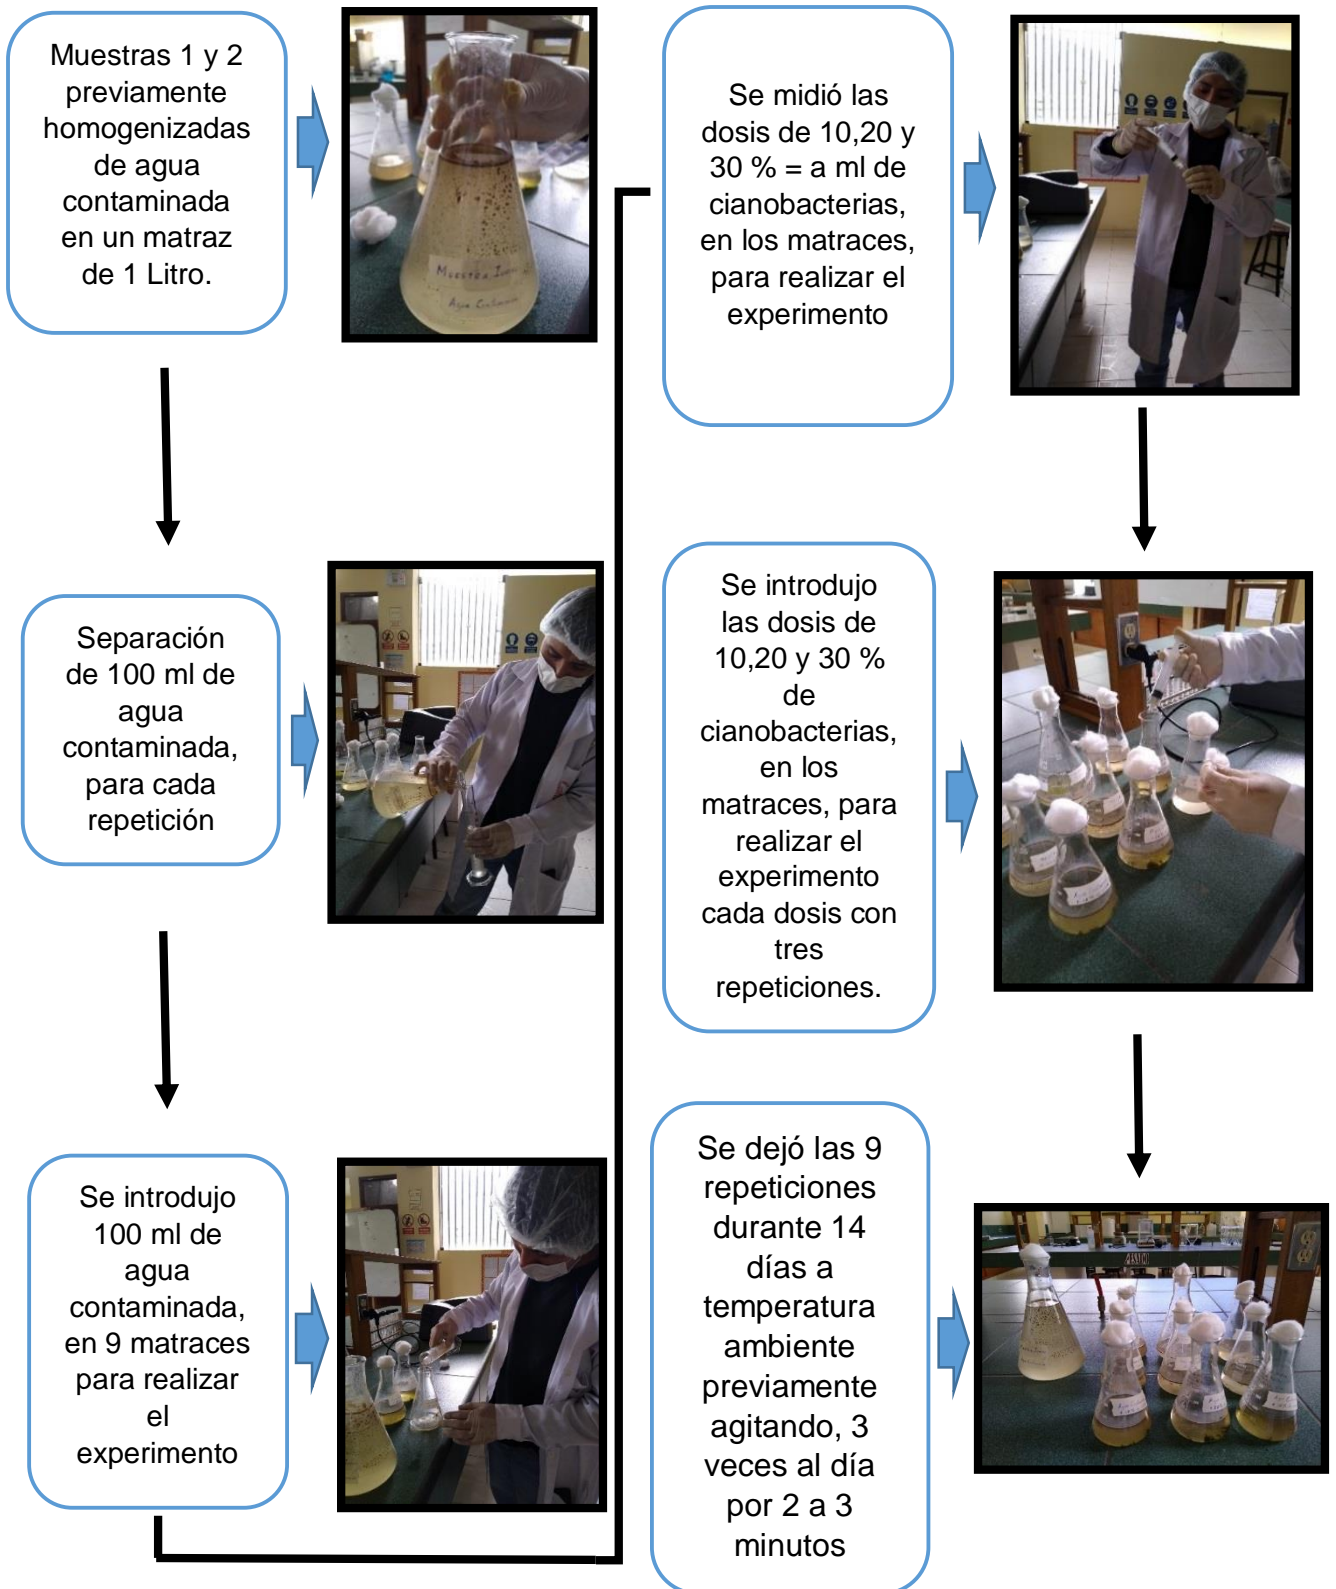 Muestras 1 y 2
previamente
homogenizadas
de agua
contaminada
en un matraz
de 1 Litro.
MUESTRA
Separación
de 100 ml de
agua
contaminada,
para cada
repetición
Se introdujo
100 ml de
agua
contaminada,
en 9 matraces
para realizar
el
experimento
Se midió las
dosis de 10,20 y
30 % = a ml de
cianobacterias,
en los matraces,
para realizar el
experimento
Se introdujo
las dosis de
10,20 y 30 %
de
cianobacterias,
en los
matraces, para
realizar el
experimento
cada dosis con
tres
repeticiones.
Se dejó las 9
repeticiones
durante 14
días a
temperatura
ambiente
previamente
agitando, 3
veces al día
por 2 a 3
minutos